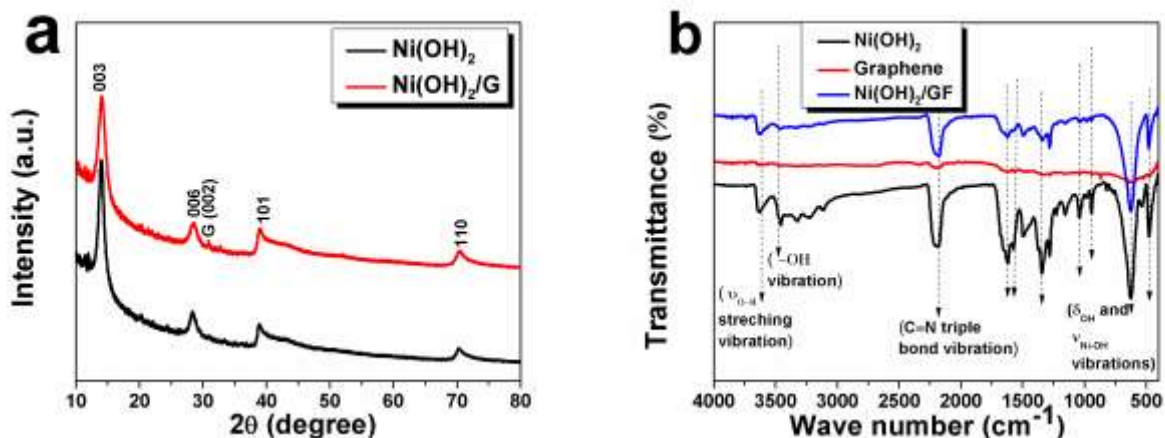 a
Ni(OH)2
Ni(OH)2/G
003
006
G (002)
101
110
Intensity (a.u.)
10 20 30 40 50 60 70 80
2θ (degree)
b
Ni(OH)2
Graphene
Ni(OH)2/GF
Transmittance (%)
(υO-H
streching
vibration)
(-OH
vibration)
(C=N triple
bond vibration)
(δOH and
νNi-OH
vibrations)
4000 3500 3000 2500 2000 1500 1000 500
Wave number (cm-1)